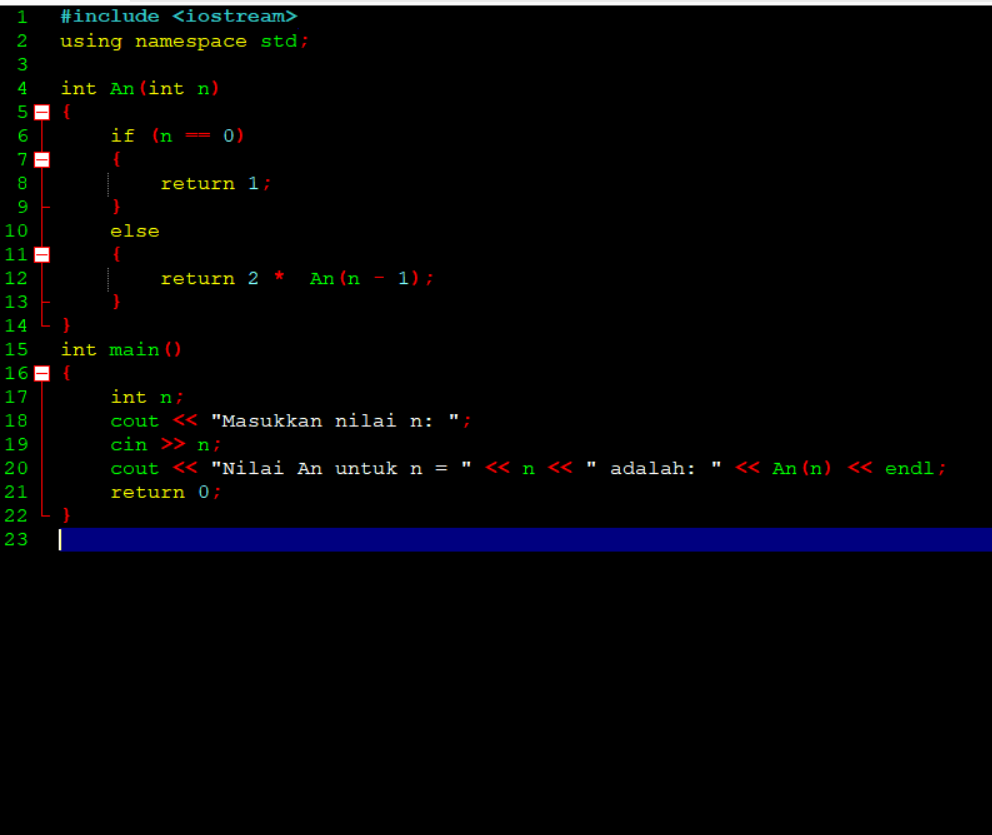 1 #include <iostream>
2 using namespace std;
3
4 int An(int n)
5 {
6     if (n == 0)
7     {
8         return 1;
9     }
10     else
11     {
12         return 2 *  An(n - 1);
13     }
14 }
15 int main()
16 {
17     int n;
18     cout << "Masukkan nilai n: ";
19     cin >> n;
20     cout << "Nilai An untuk n = " << n << " adalah: " << An(n) << endl;
21     return 0;
22 }
23